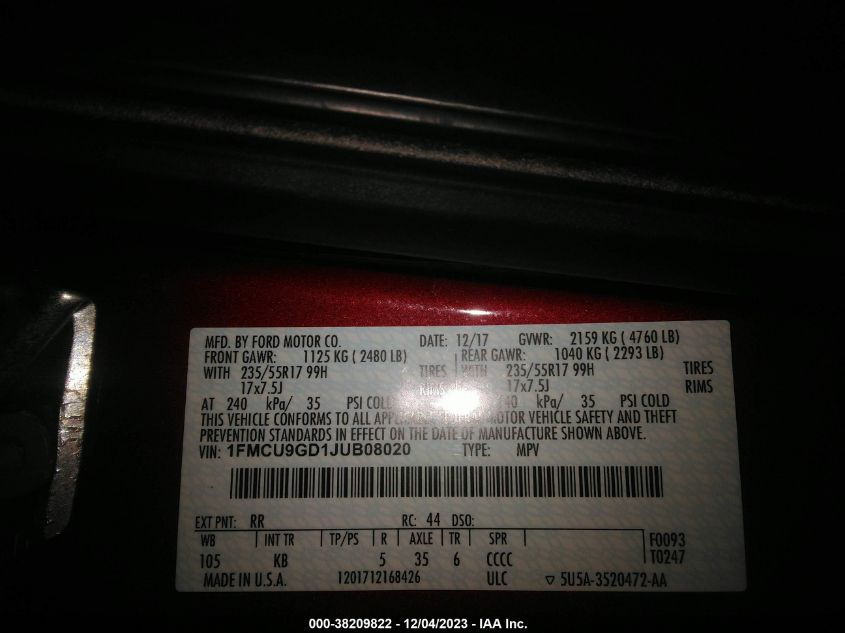 MFD. BY FORD MOTOR CO. DATE: 12/17 GVWR: 2159 KG ( 4760 LB)
FRONT GAWR: 1125 KG ( 2480 LB) REAR GAWR: 1040 KG ( 2293 LB)
WITH 235/55R17 99H TIRES WITH 235/55R17 99H TIRES
17x7.5J RIMS 17x7.5J RIMS
AT 240 kPa/ 35 PSI COLD kPa/ 35 PSI COLD
THIS VEHICLE CONFORMS TO ALL MOTOR VEHICLE SAFETY AND THEFT
PREVENTION STANDARDS IN EFFECT ON THE DATE OF MANUFACTURE SHOWN ABOVE.
VIN: 1FMCU9GD1JUB08020 TYPE: MPV
EXT PNT: RR RC: 44 DSO:
WB INT TR TP/PS R AXLE TR SPR F0093
105 KB 5 35 6 CCCC T0247
MADE IN U.S.A. 1201712168426 ULC ▽ 5U5A-3520472-AA
000-38209822 - 12/04/2023 - IAA Inc.